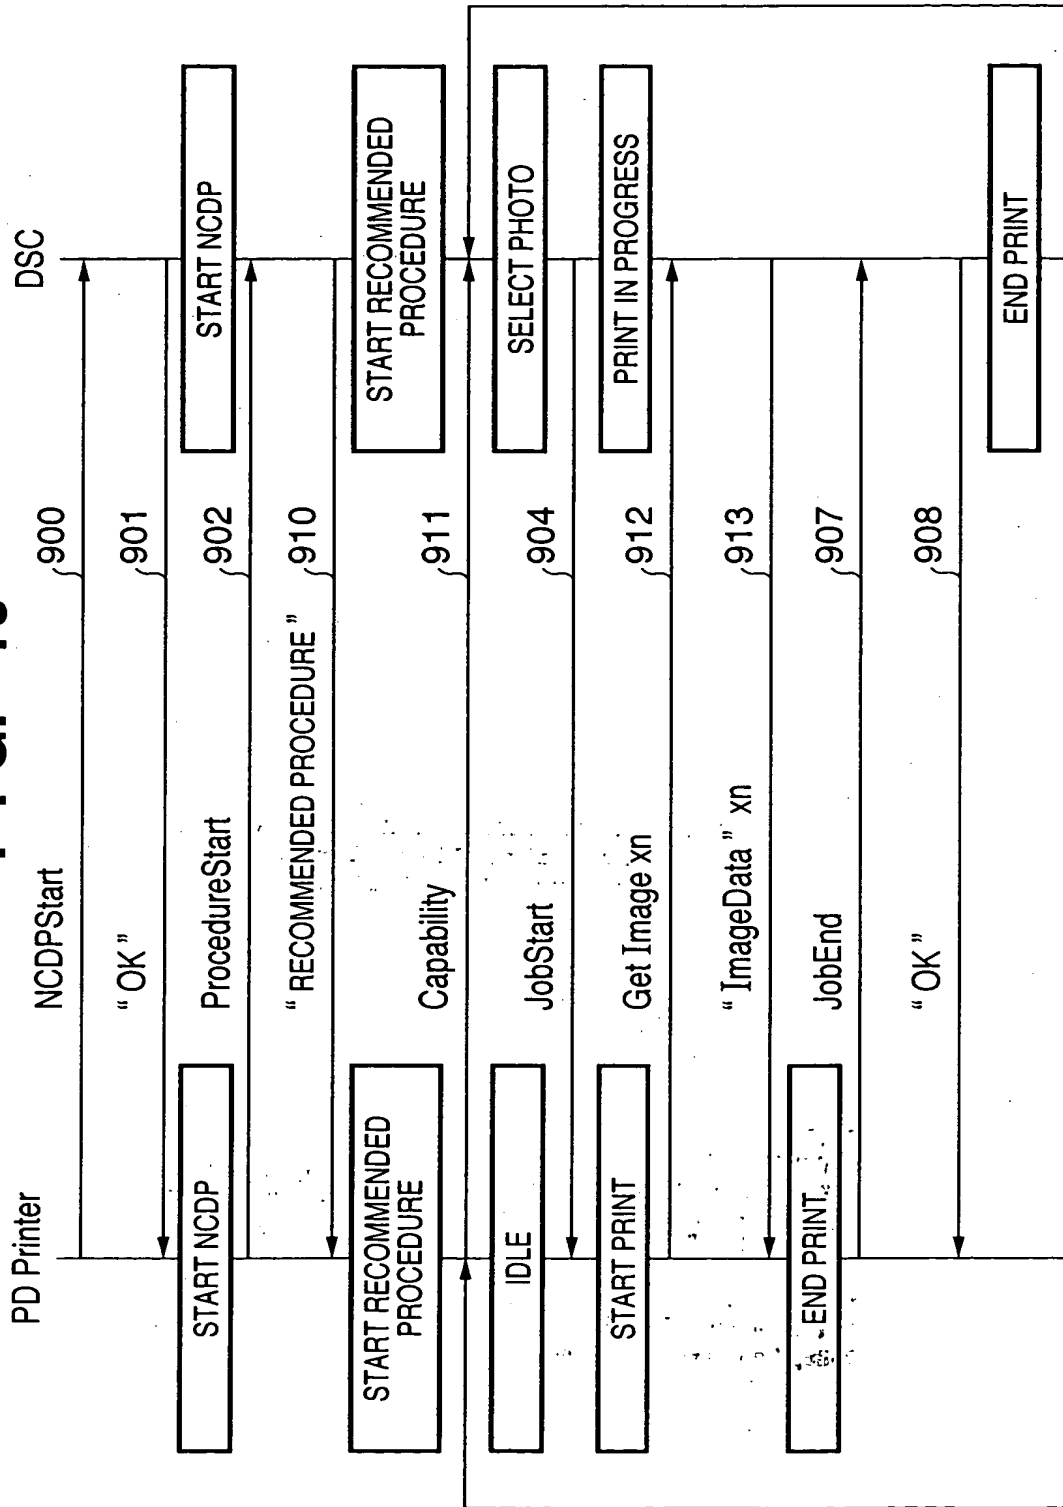 PD Printer
DSC
NCDPStart
900
“ OK ”
901
START NCDP
START NCDP
ProcedureStart
902
“ RECOMMENDED PROCEDURE ”
910
START RECOMMENDED
PROCEDURE
START RECOMMENDED
PROCEDURE
Capability
911
IDLE
SELECT PHOTO
JobStart
904
START PRINT
PRINT IN PROGRESS
Get Image xn
912
“ ImageData ” xn
913
END PRINT
JobEnd
907
“ OK ”
908
END PRINT